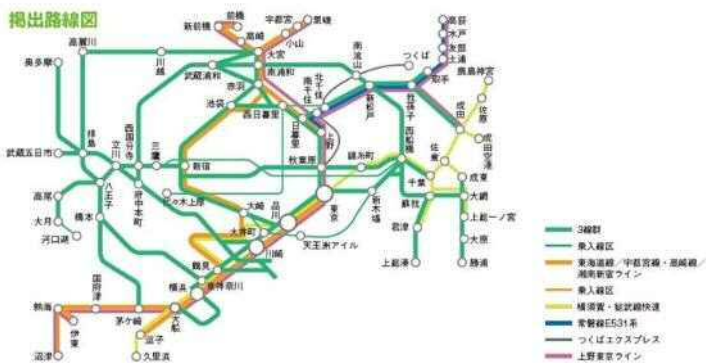 掲出路線図
新前橋
前橋
高崎
宇都宮
小山
黒磯
高萩
水戸
友部
土浦
高麗川
川越
大宮
武蔵浦和
南浦和
赤羽
南流山
北千住
南千住
つくば
取手
我孫子
新松戸
鹿島神宮
佐原
成田
成田空港
奥多摩
池袋
西日暮里
日暮里
上野
西船橋
拝島
西国分寺
立川
三鷹
新宿
秋葉原
錦糸町
武蔵五日市
千葉
佐倉
成東
大網
高尾
八王子
府中本町
代々木上原
大崎
品川
東京
新木場
蘇我
上総一ノ宮
大月
橋本
大井町
天王洲アイル
君津
大原
河口湖
川崎
鶴見
上総湊
勝浦
横浜
東神奈川
国府津
熱海
茅ケ崎
大船
伊東
逗子
沼津
久里浜
3線群
乗入線区
東海道線／宇都宮線・高崎線／
湘南新宿ライン
乗入線区
横須賀・総武線快速
常磐線E531系
つくばエクスプレス
上野東京ライン